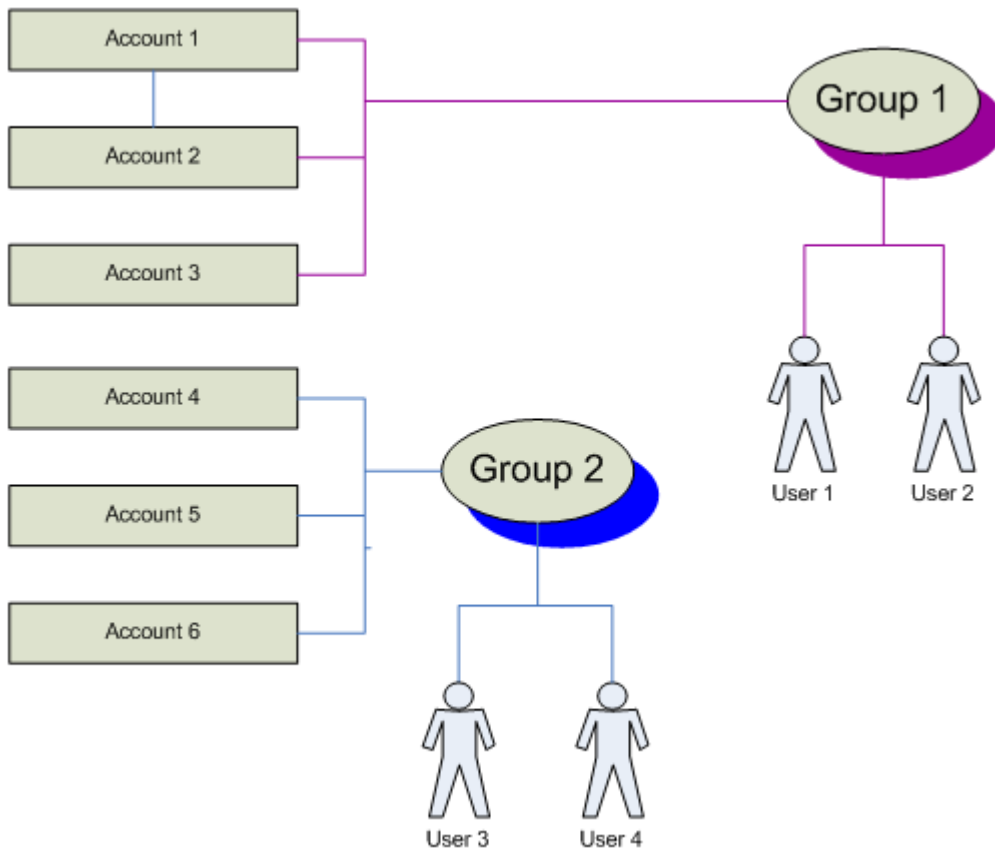 Account 1
Group 1
Account 2
Account 3
Account 4
Group 2
User 1
User 2
Account 5
Account 6
User 3
User 4